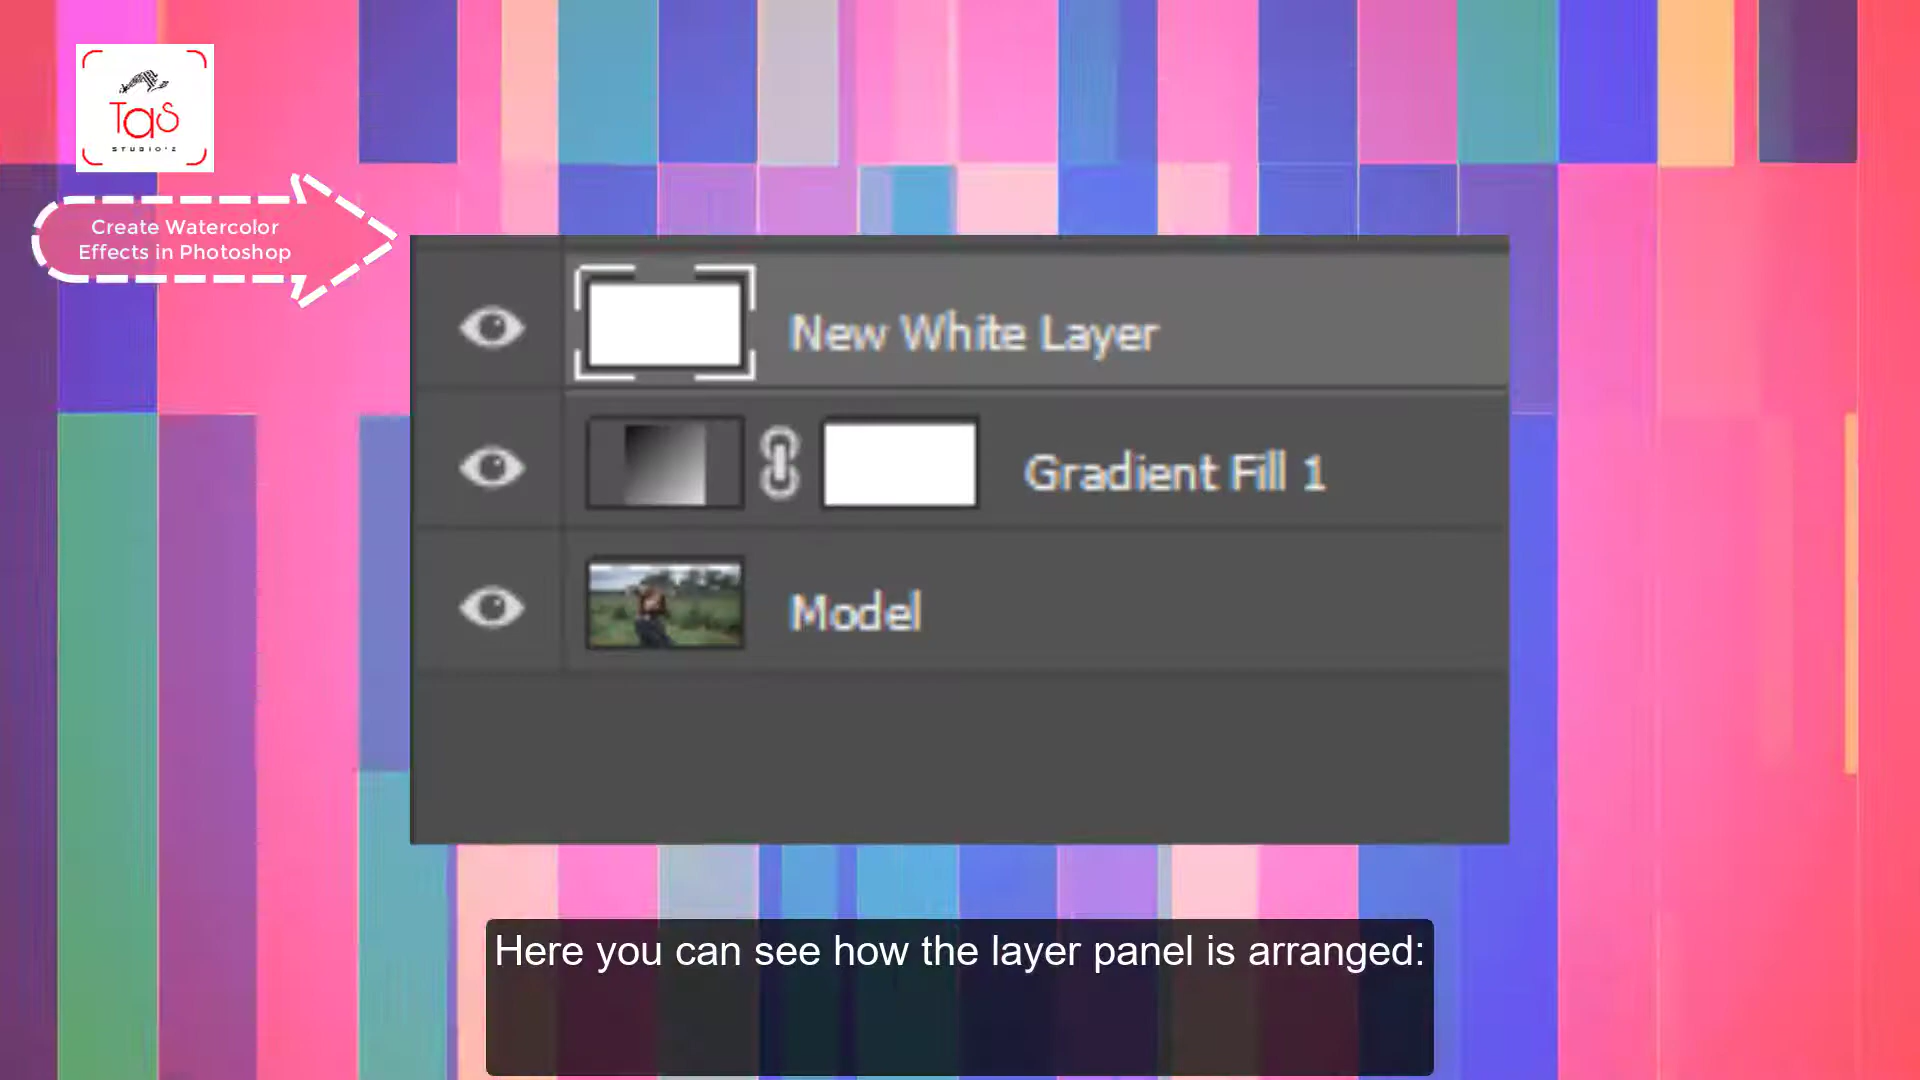 Tas
STUDIO'Z
Create Watercolor
Effects in Photoshop
New White Layer
Gradient Fill 1
Model
Here you can see how the layer panel is arranged: